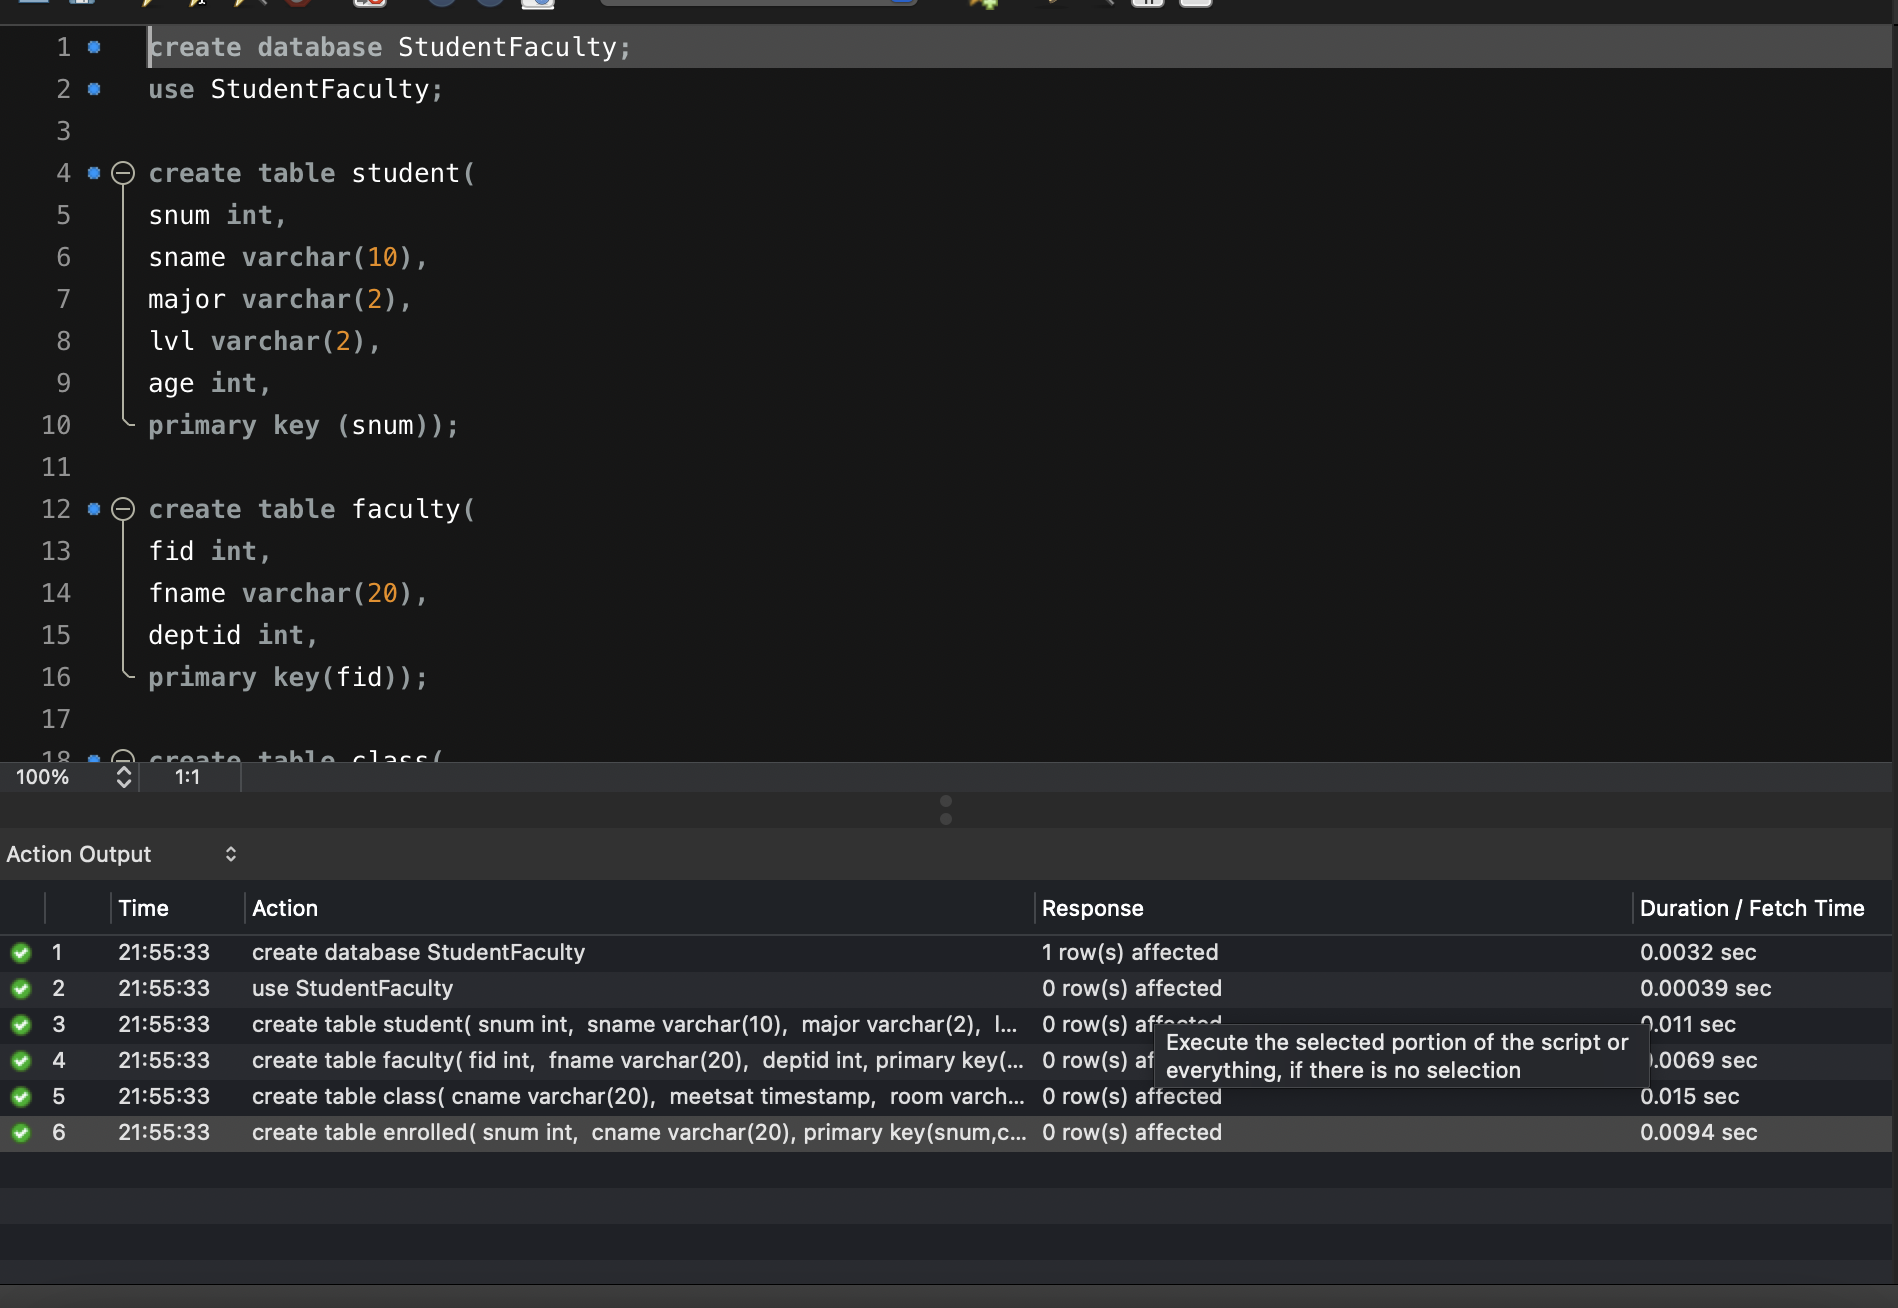 1 create database StudentFaculty;
2 use StudentFaculty;
3
4 create table student(
5 snum int,
6 sname varchar(10),
7 major varchar(2),
8 lvl varchar(2),
9 age int,
10 primary key (snum));
11
12 create table faculty(
13 fid int,
14 fname varchar(20),
15 deptid int,
16 primary key(fid));
17
18 create table class(
100% 1:1
Action Output
Time Action Response Duration / Fetch Time
1 21:55:33 create database StudentFaculty 1 row(s) affected 0.0032 sec
2 21:55:33 use StudentFaculty 0 row(s) affected 0.00039 sec
3 21:55:33 create table student( snum int, sname varchar(10), major varchar(2), l... 0 row(s) affected 0.011 sec
4 21:55:33 create table faculty( fid int, fname varchar(20), deptid int, primary key(... 0 row(s) af 0.0069 sec
5 21:55:33 create table class( cname varchar(20), meetsat timestamp, room varch... 0 row(s) affected 0.015 sec
6 21:55:33 create table enrolled( snum int, cname varchar(20), primary key(snum,c... 0 row(s) affected 0.0094 sec
Execute the selected portion of the script or
everything, if there is no selection